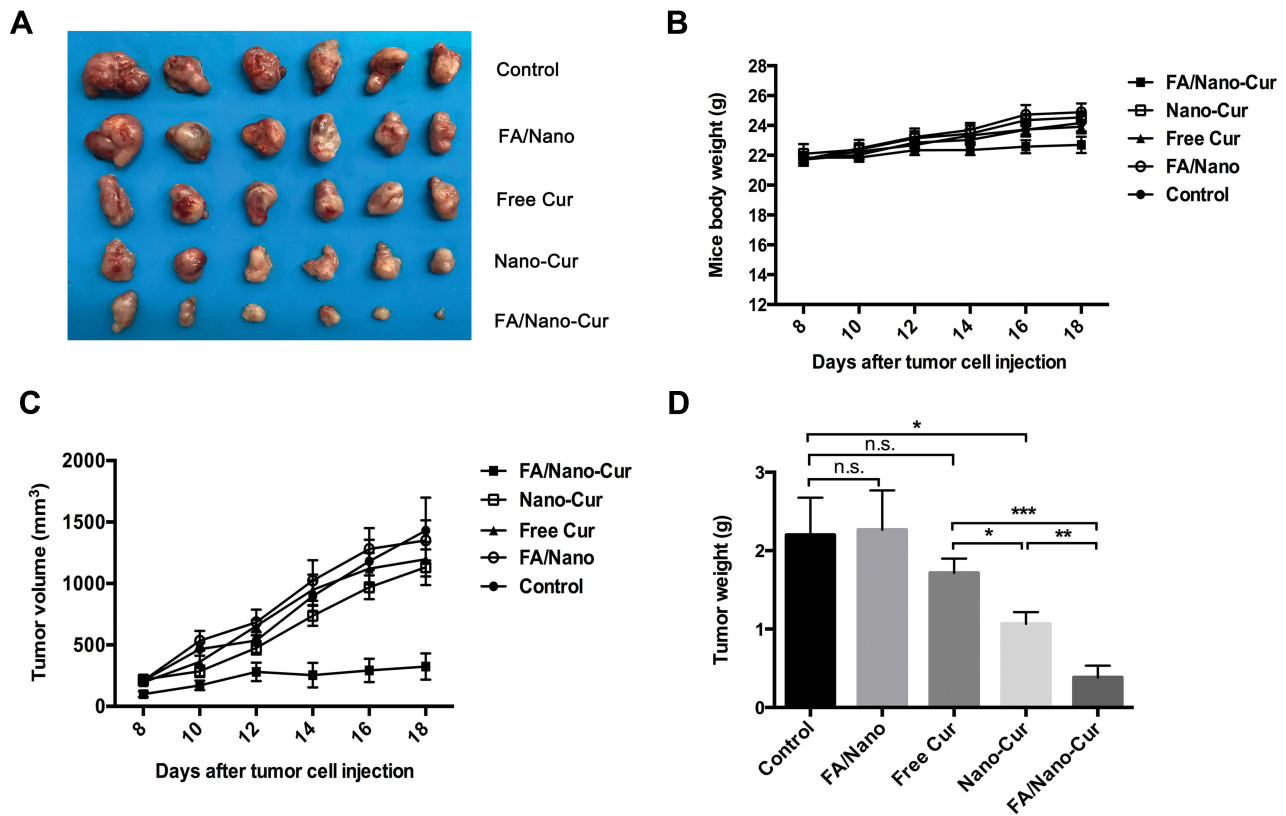 A
Control
FA/Nano
Free Cur
Nano-Cur
FA/Nano-Cur
B
Mice body weight (g)
28
26
24
22
20
18
16
14
12
8
10
12
14
16
18
Days after tumor cell injection
FA/Nano-Cur
Nano-Cur
Free Cur
FA/Nano
Control
C
Tumor volume (mm³)
2000
1500
1000
500
0
8
10
12
14
16
18
Days after tumor cell injection
FA/Nano-Cur
Nano-Cur
Free Cur
FA/Nano
Control
D
Tumor weight (g)
3
2
1
0
*
n.s.
n.s.
***
*
**
Control
FA/Nano
Free Cur
Nano-Cur
FA/Nano-Cur